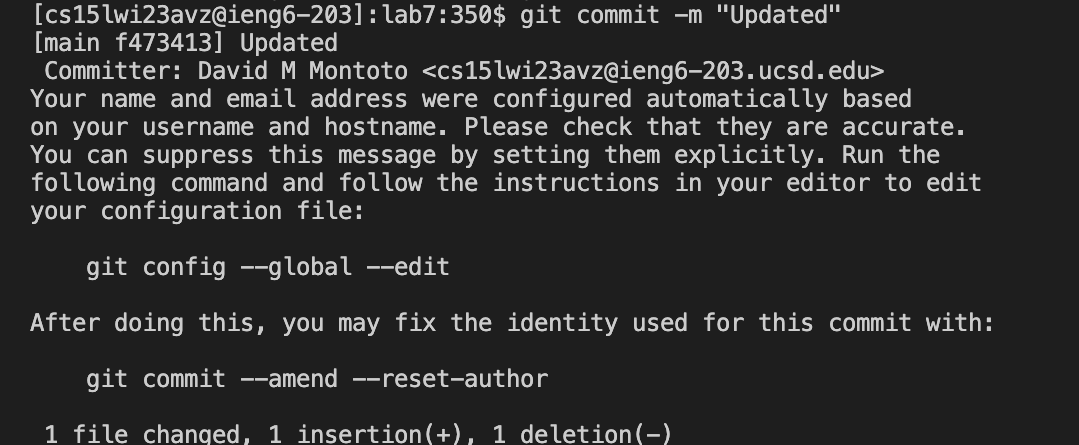 [cs15lwi23avz@ieng6-203]:lab7:350$ git commit -m "Updated"
[main f473413] Updated
 Committer: David M Montoto <cs15lwi23avz@ieng6-203.ucsd.edu>
Your name and email address were configured automatically based
on your username and hostname. Please check that they are accurate.
You can suppress this message by setting them explicitly. Run the
following command and follow the instructions in your editor to edit
your configuration file:

    git config --global --edit

After doing this, you may fix the identity used for this commit with:

    git commit --amend --reset-author

 1 file changed, 1 insertion(+), 1 deletion(-)